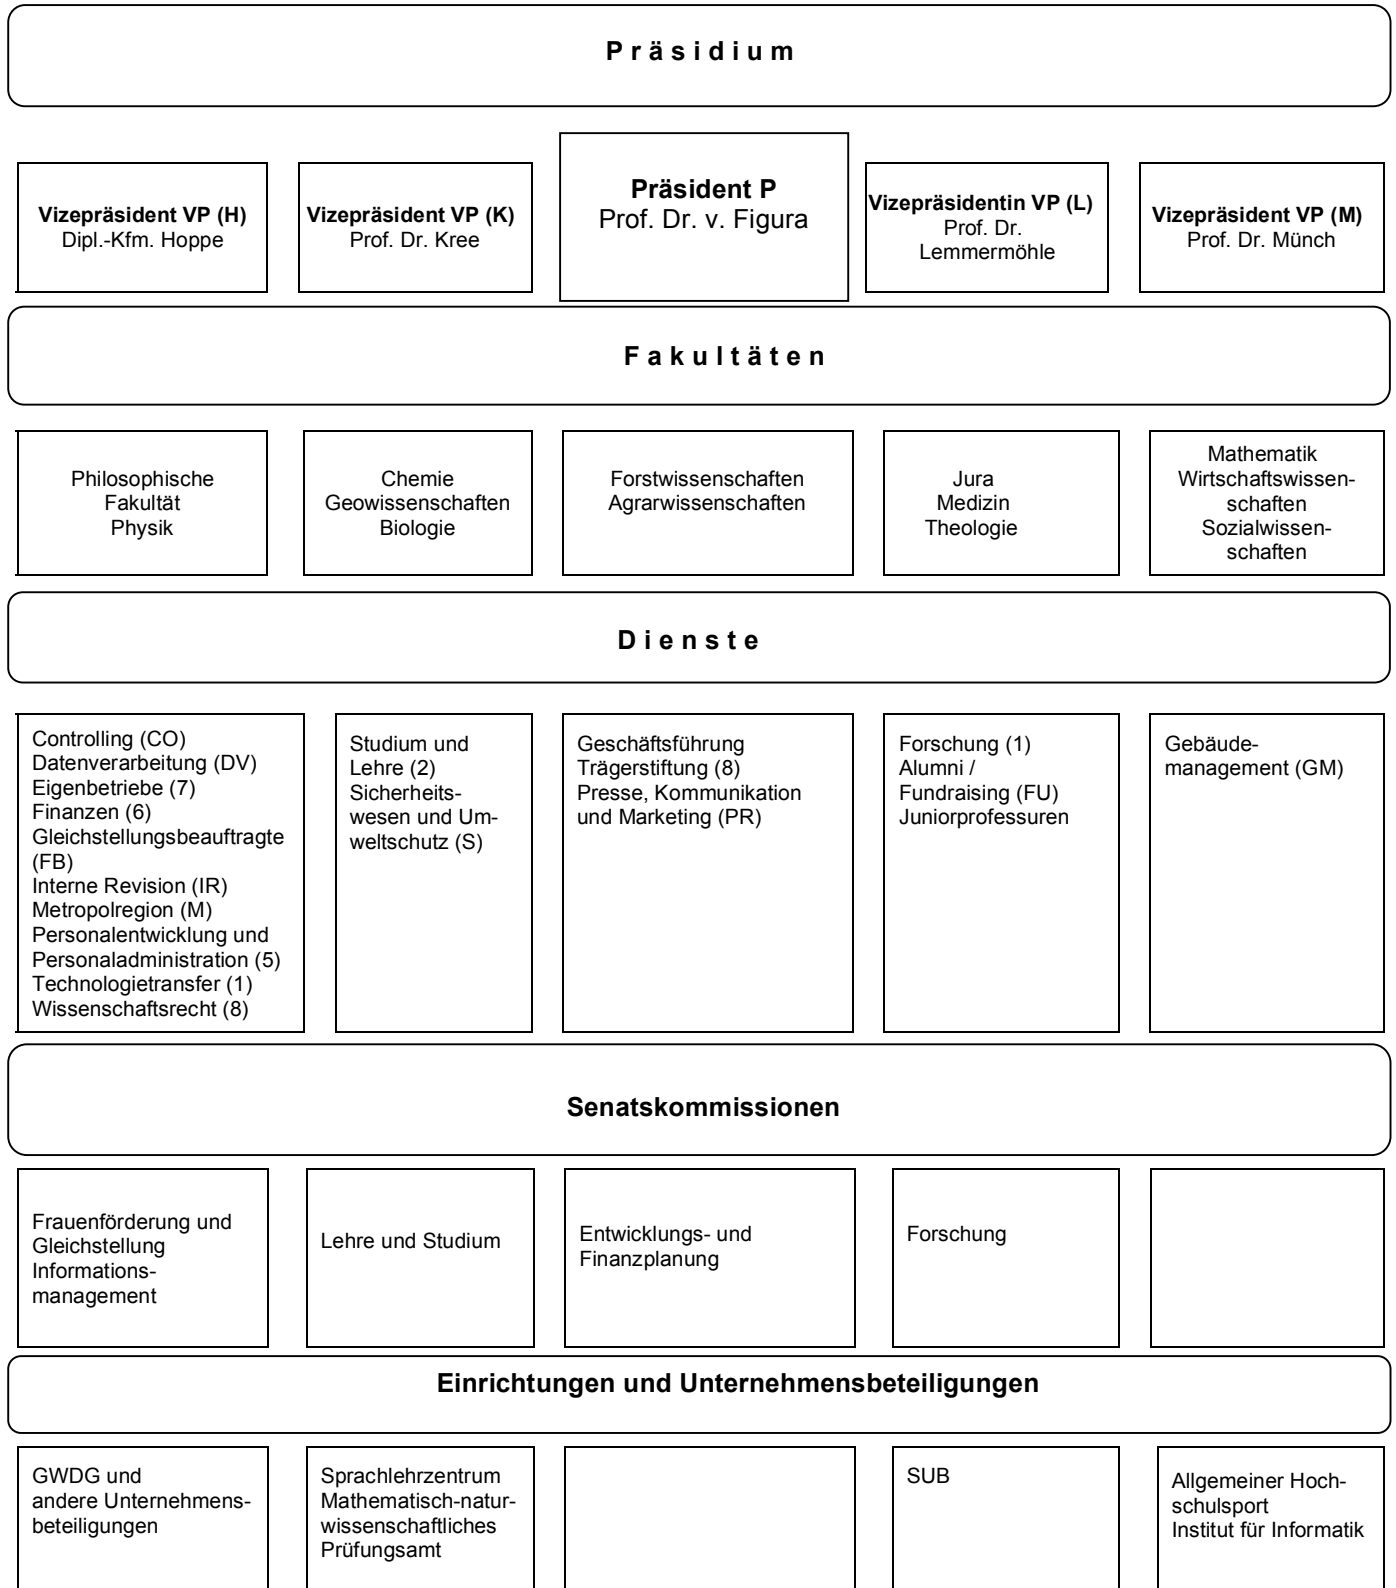 P r ä s i d i u m
Vizepräsident VP (H)
Dipl.-Kfm. Hoppe
Vizepräsident VP (K)
Prof. Dr. Kree
Präsident P
Prof. Dr. v. Figura
Vizepräsidentin VP (L)
Prof. Dr.
Lemmermöhle
Vizepräsident VP (M)
Prof. Dr. Münch
F a k u l t ä t e n
Philosophische
Fakultät
Physik
Chemie
Geowissenschaften
Biologie
Forstwissenschaften
Agrarwissenschaften
Jura
Medizin
Theologie
Mathematik
Wirtschaftswissen-
schaften
Sozialwissen-
schaften
D i e n s t e
Controlling (CO)
Datenverarbeitung (DV)
Eigenbetriebe (7)
Finanzen (6)
Gleichstellungsbeauftragte
(FB)
Interne Revision (IR)
Metropolregion (M)
Personalentwicklung und
Personaladministration (5)
Technologietransfer (1)
Wissenschaftsrecht (8)
Studium und
Lehre (2)
Sicherheits-
wesen und Um-
weltschutz (S)
Geschäftsführung
Trägerstiftung (8)
Presse, Kommunikation
und Marketing (PR)
Forschung (1)
Alumni /
Fundraising (FU)
Juniorprofessuren
Gebäude-
management (GM)
Senatskommissionen
Frauenförderung und
Gleichstellung
Informations-
management
Lehre und Studium
Entwicklungs- und
Finanzplanung
Forschung
Einrichtungen und Unternehmensbeteiligungen
GWDG und
andere Unternehmens-
beteiligungen
Sprachlehrzentrum
Mathematisch-natur-
wissenschaftliches
Prüfungsamt
SUB
Allgemeiner Hoch-
schulsport
Institut für Informatik